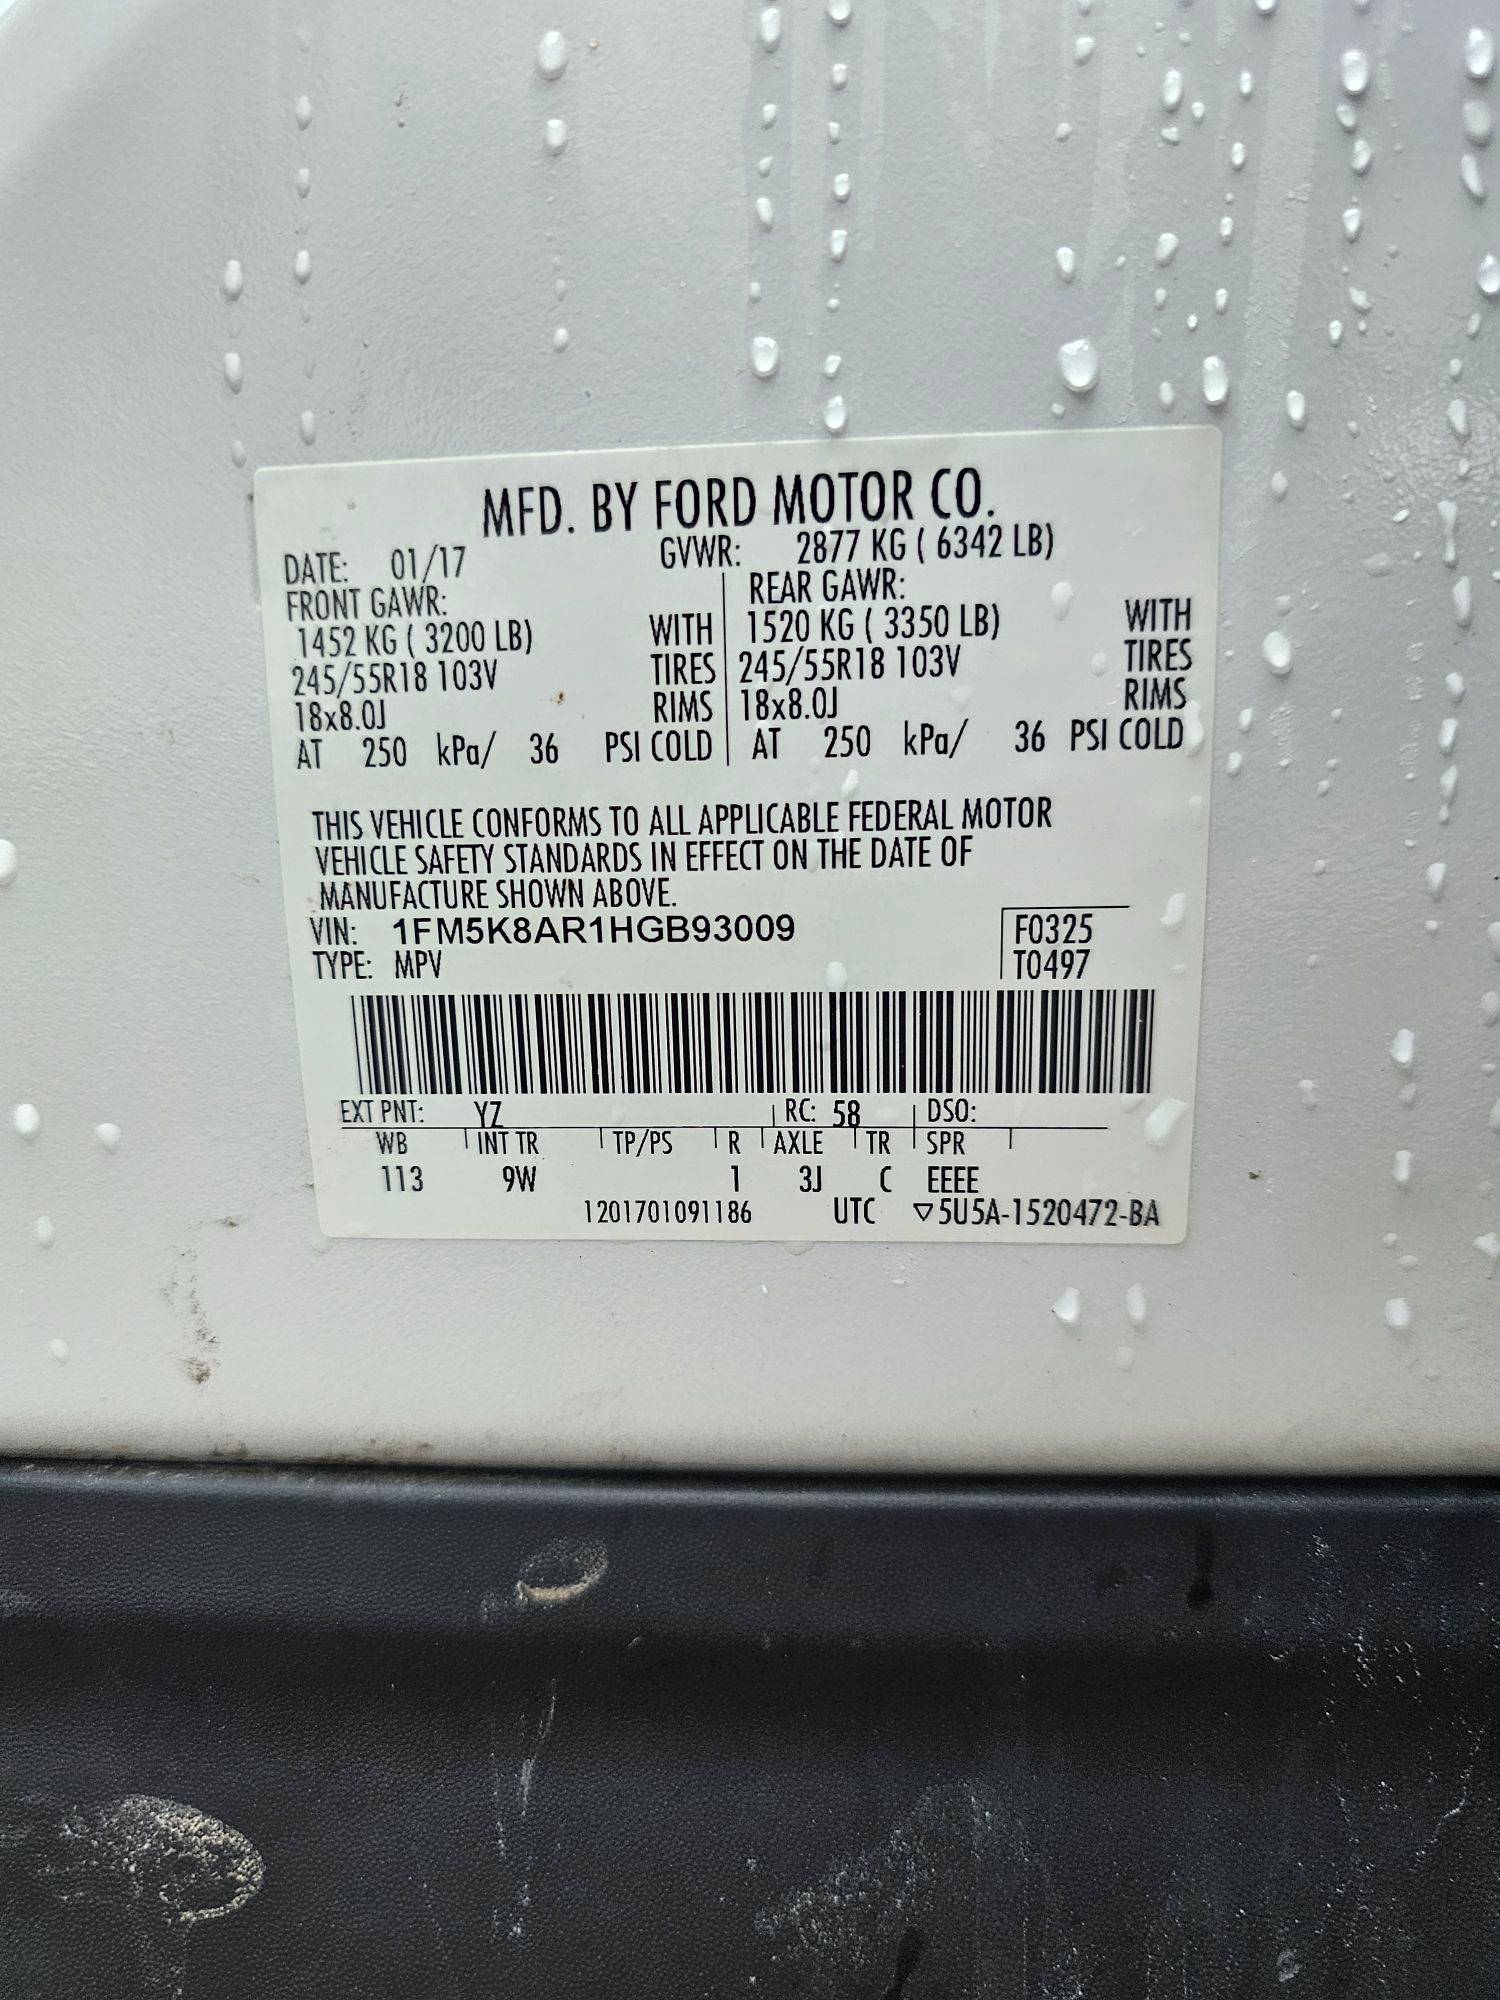 MFD. BY FORD MOTOR CO.
DATE: 01/17 GVWR: 2877 KG ( 6342 LB)
FRONT GAWR: REAR GAWR:
1452 KG ( 3200 LB) WITH 1520 KG ( 3350 LB) WITH
245/55R18 103V TIRES 245/55R18 103V TIRES
18x8.0J RIMS 18x8.0J RIMS
AT 250 kPa/ 36 PSI COLD AT 250 kPa/ 36 PSI COLD
THIS VEHICLE CONFORMS TO ALL APPLICABLE FEDERAL MOTOR
VEHICLE SAFETY STANDARDS IN EFFECT ON THE DATE OF
MANUFACTURE SHOWN ABOVE.
VIN: 1FM5K8AR1HGB93009 F0325
TYPE: MPV T0497
EXT PNT: YZ RC: 58 DSO:
WB INT TR TP/PS R AXLE TR SPR
113 9W 1 3J C EEEE
1201701091186 UTC ▽5U5A-1520472-BA